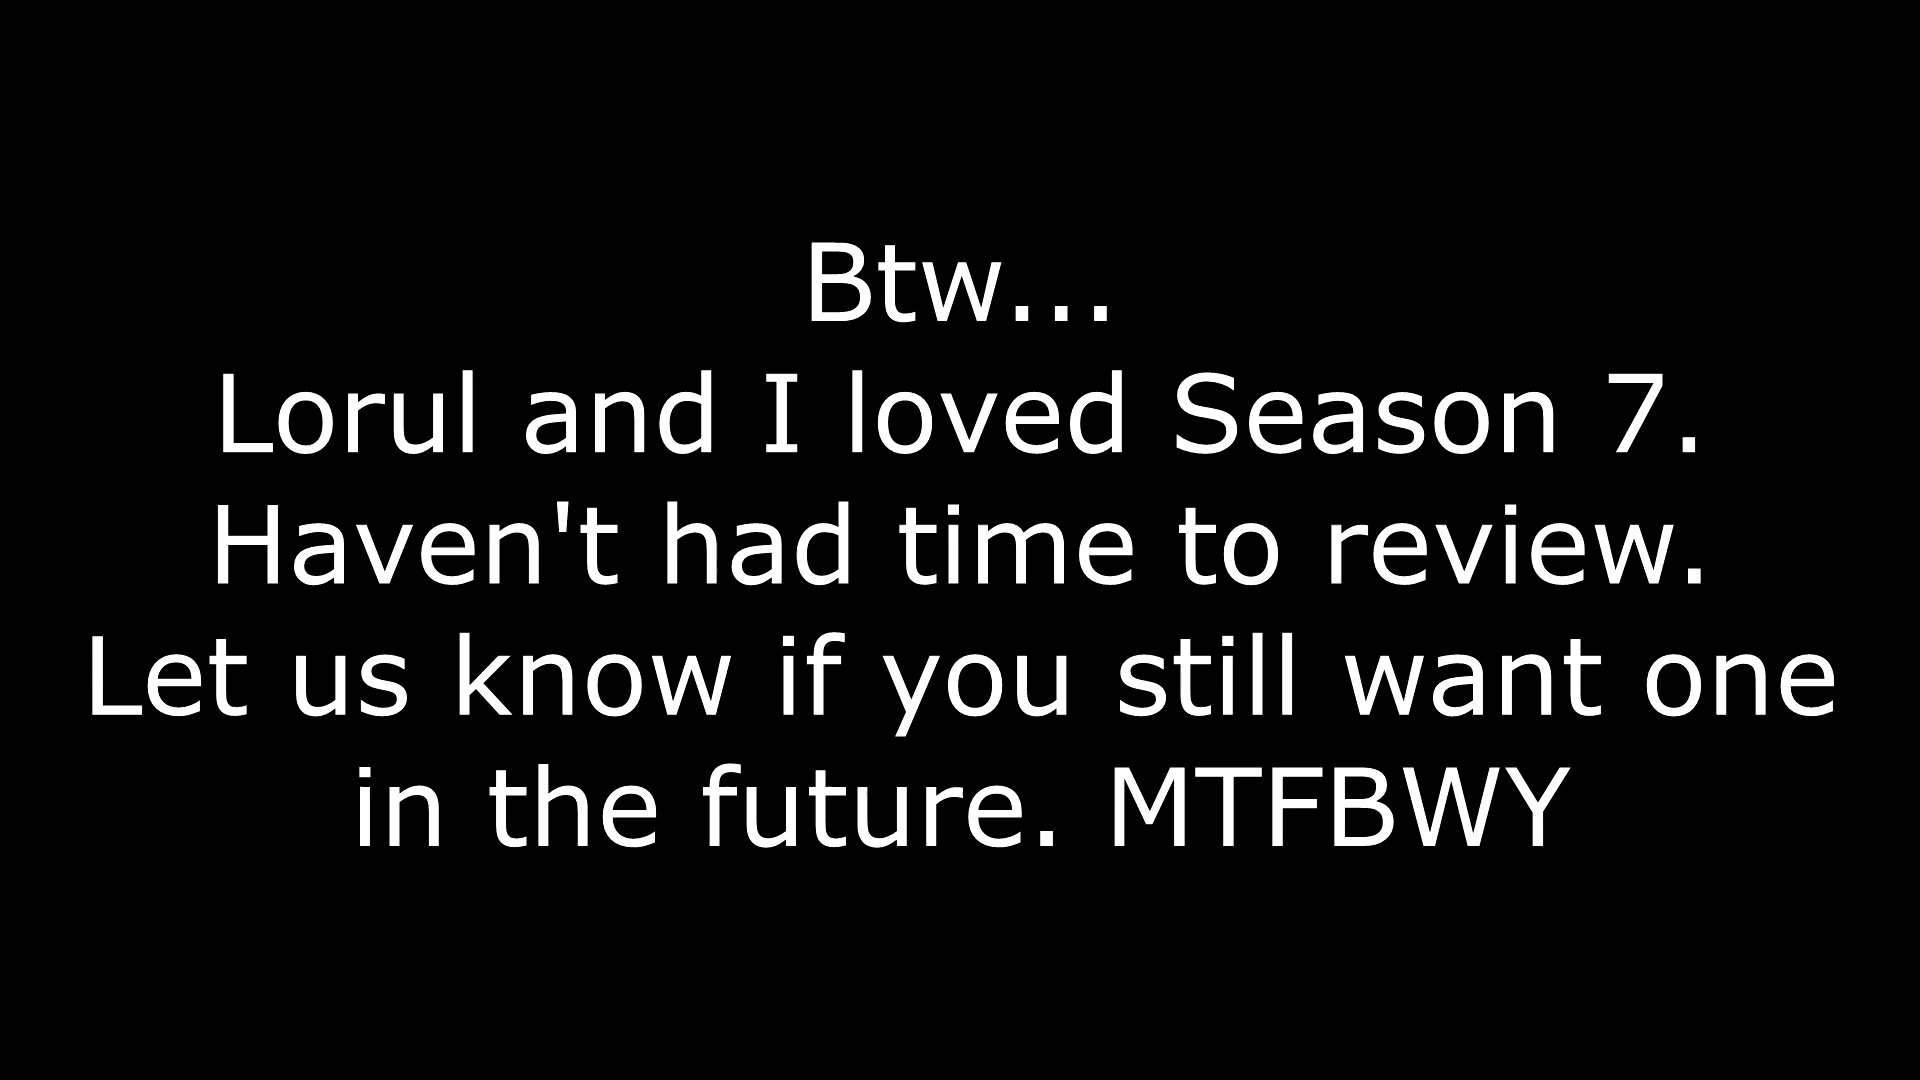 Btw...
Lorul and I loved Season 7.
Haven't had time to review.
Let us know if you still want one
in the future. MTFBWY